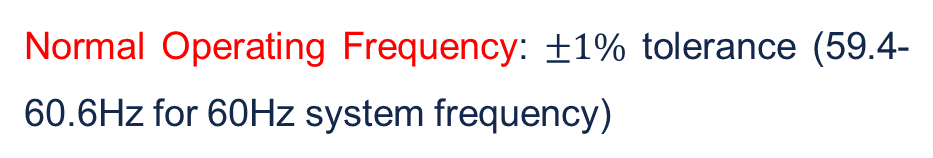 Normal Operating Frequency: ±1% tolerance (59.4-
60.6Hz for 60Hz system frequency)